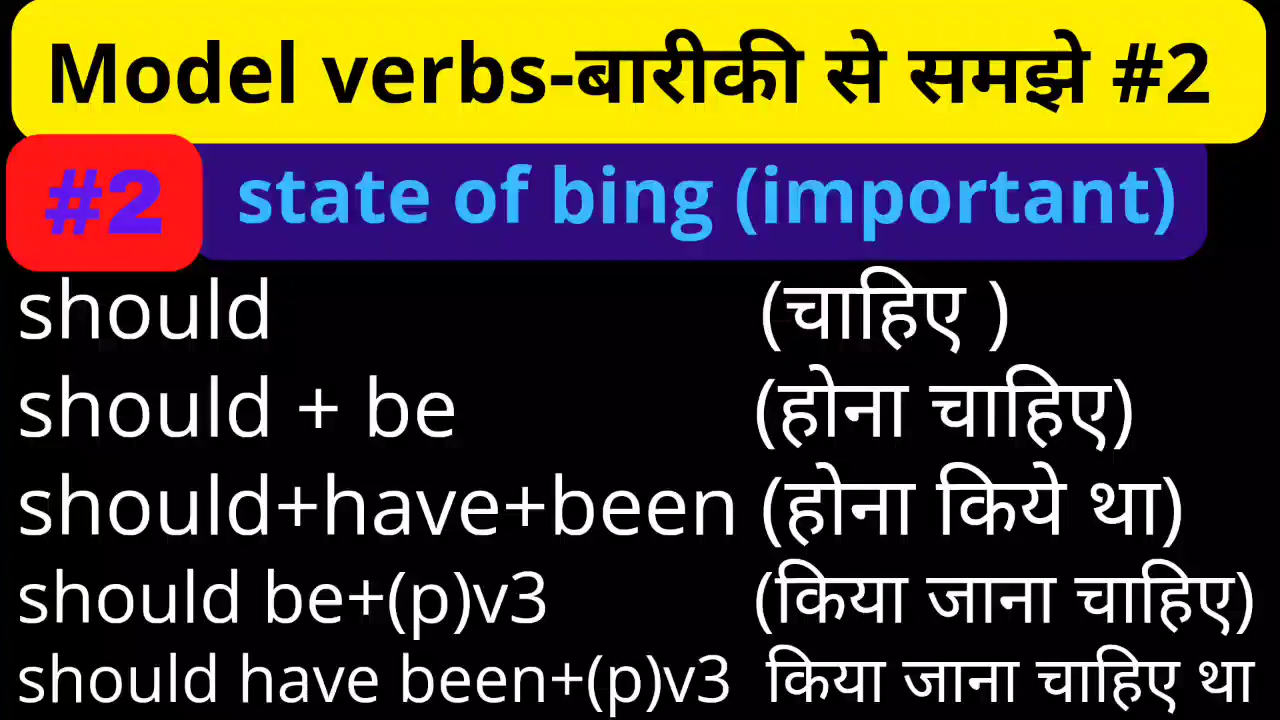 Model verbs-बारीकी से समझे #2
#2 state of bing (important)
should (चाहिए )
should + be (होना चाहिए)
should+have+been (होना किये था)
should be+(p)v3 (किया जाना चाहिए)
should have been+(p)v3 किया जाना चाहिए था